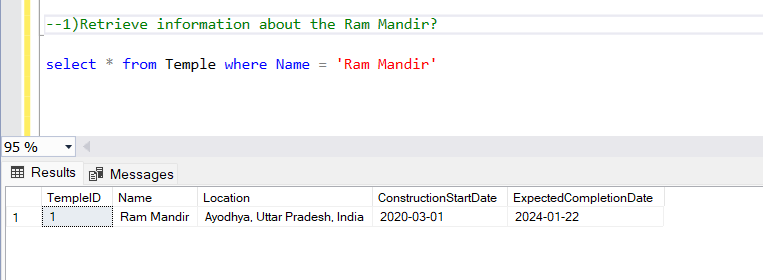 --1)Retrieve information about the Ram Mandir?
select * from Temple where Name = 'Ram Mandir'
95 %
Results Messages
TempleID Name Location ConstructionStartDate ExpectedCompletionDate
1 1 Ram Mandir Ayodhya, Uttar Pradesh, India 2020-03-01 2024-01-22